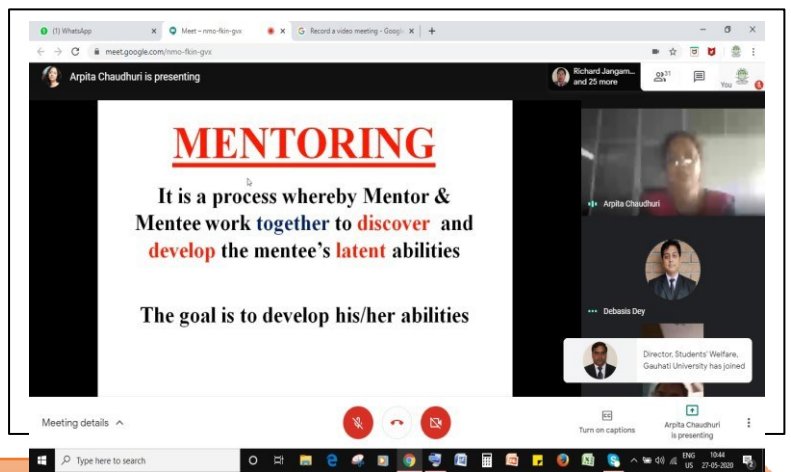 (1) WhatsApp
Meet – nmo-fkin-gvx
Record a video meeting - Googl
meet.google.com/nmo-fkin-gvx
Arpita Chaudhuri is presenting
Richard Jangam...
and 25 more
31
You
MENTORING
It is a process whereby Mentor &
Mentee work together to discover and
develop the mentee's latent abilities
The goal is to develop his/her abilities
Arpita Chaudhuri
Debasis Dey
Director, Students' Welfare,
Gauhati University has joined
Meeting details
Turn on captions
Arpita Chaudhuri
is presenting
Type here to search
ENG
US
10:44
27-05-2020